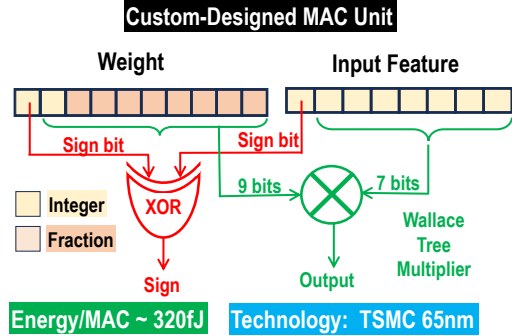 Custom-Designed MAC Unit
Weight
Input Feature
Sign bit
Sign bit
XOR
9 bits
7 bits
Integer
Fraction
Wallace
Tree
Multiplier
Sign
Output
Energy/MAC ~ 320fJ
Technology: TSMC 65nm